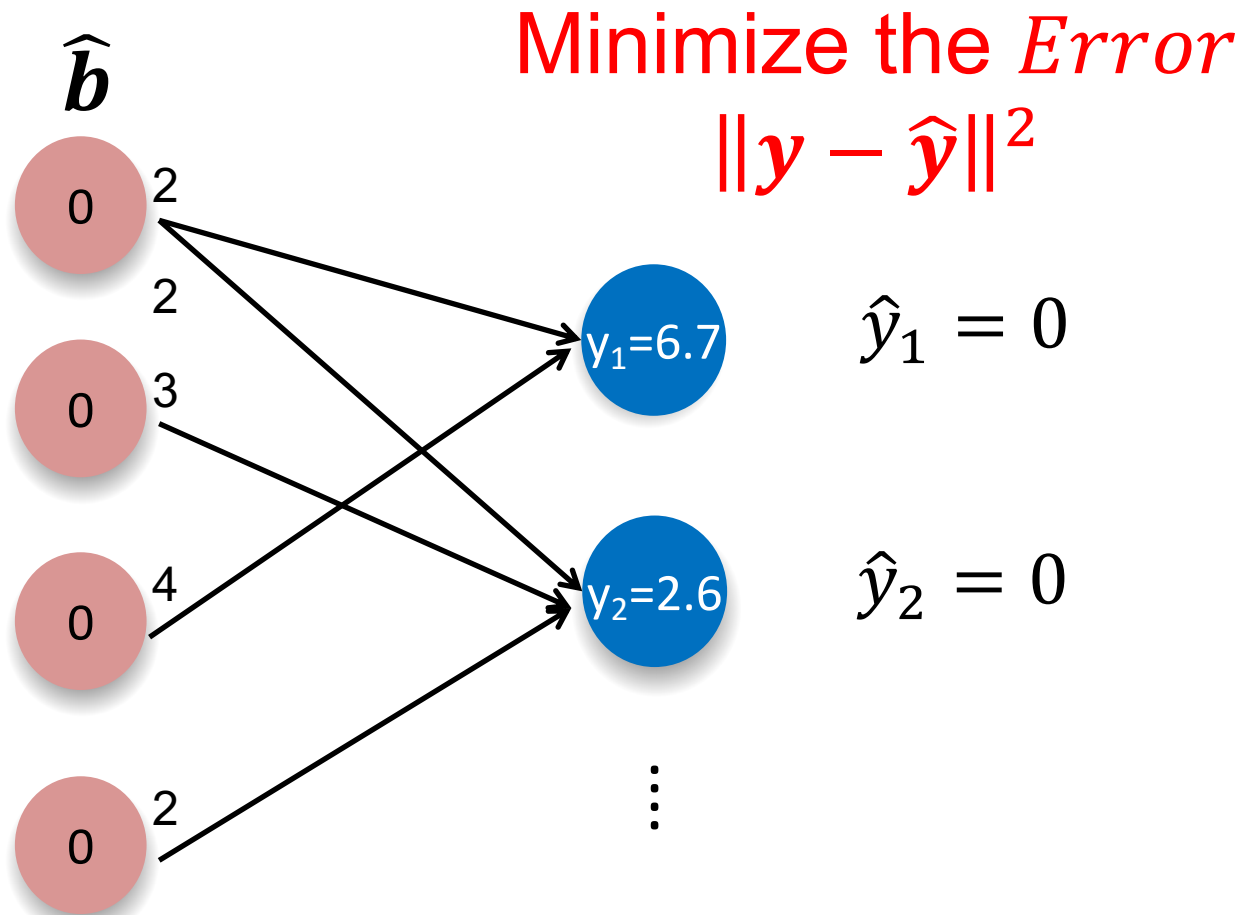 Minimize the Error
‖y − ŷ‖²
b̂
0
2
2
0
3
0
4
0
2
y₁=6.7
ŷ₁ = 0
y₂=2.6
ŷ₂ = 0
⋮